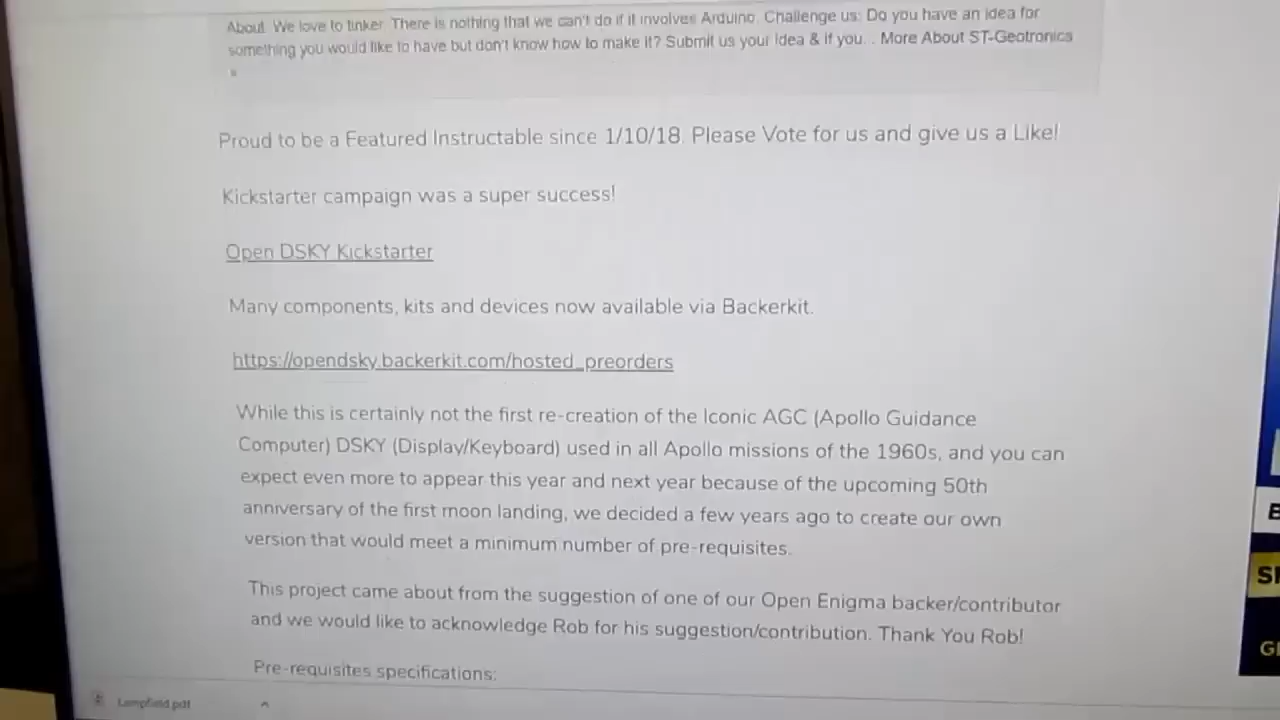 About: We love to tinker. There is nothing that we can't do if it involves Arduino. Challenge us: Do you have an idea for
something you would like to have but don't know how to make it? Submit us your idea & if you... More About ST-Geotronics
»
Proud to be a Featured Instructable since 1/10/18. Please Vote for us and give us a Like!
Kickstarter campaign was a super success!
Open DSKY Kickstarter
Many components, kits and devices now available via Backerkit.
https://opendsky.backerkit.com/hosted_preorders
While this is certainly not the first re-creation of the Iconic AGC (Apollo Guidance
Computer) DSKY (Display/Keyboard) used in all Apollo missions of the 1960s, and you can
expect even more to appear this year and next year because of the upcoming 50th
anniversary of the first moon landing, we decided a few years ago to create our own
version that would meet a minimum number of pre-requisites.
This project came about from the suggestion of one of our Open Enigma backer/contributor
and we would like to acknowledge Rob for his suggestion/contribution. Thank You Rob!
Pre-requisites specifications:
Lampfield.pdf